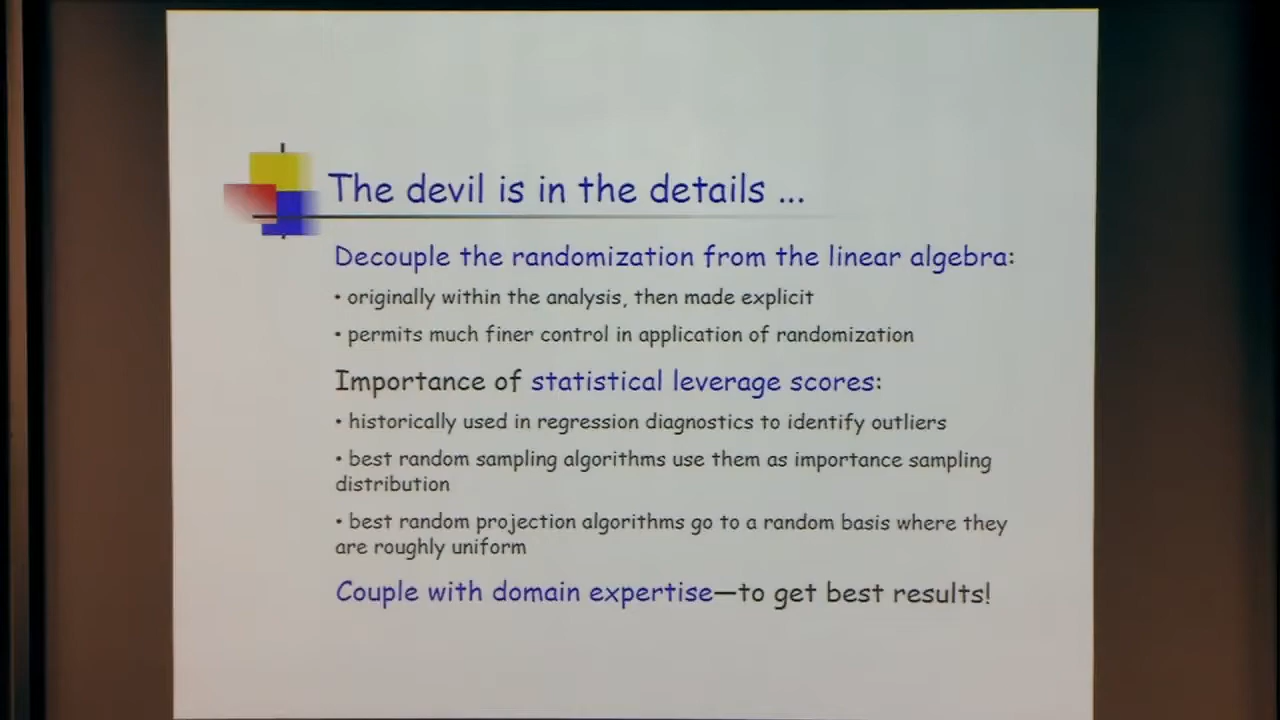 The devil is in the details ...
Decouple the randomization from the linear algebra:
• originally within the analysis, then made explicit
• permits much finer control in application of randomization
Importance of statistical leverage scores:
• historically used in regression diagnostics to identify outliers
• best random sampling algorithms use them as importance sampling
distribution
• best random projection algorithms go to a random basis where they
are roughly uniform
Couple with domain expertise—to get best results!